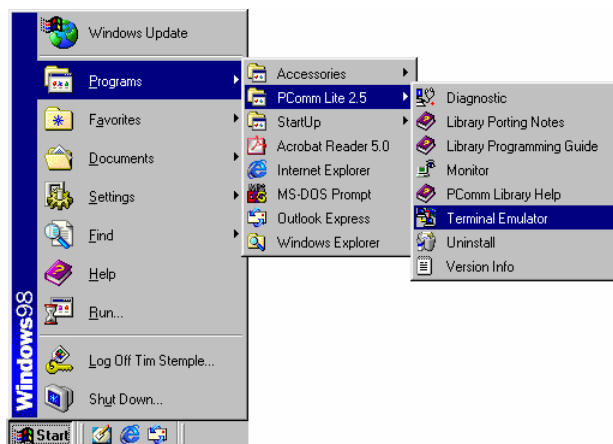 Windows Update
Programs
Favorites
Documents
Settings
Find
Help
Run...
Log Off Tim Stemple...
Shut Down...
Windows98
Start
Accessories
PComm Lite 2.5
StartUp
Acrobat Reader 5.0
Internet Explorer
MS-DOS Prompt
Outlook Express
Windows Explorer
Diagnostic
Library Porting Notes
Library Programming Guide
Monitor
PComm Library Help
Terminal Emulator
Uninstall
Version Info